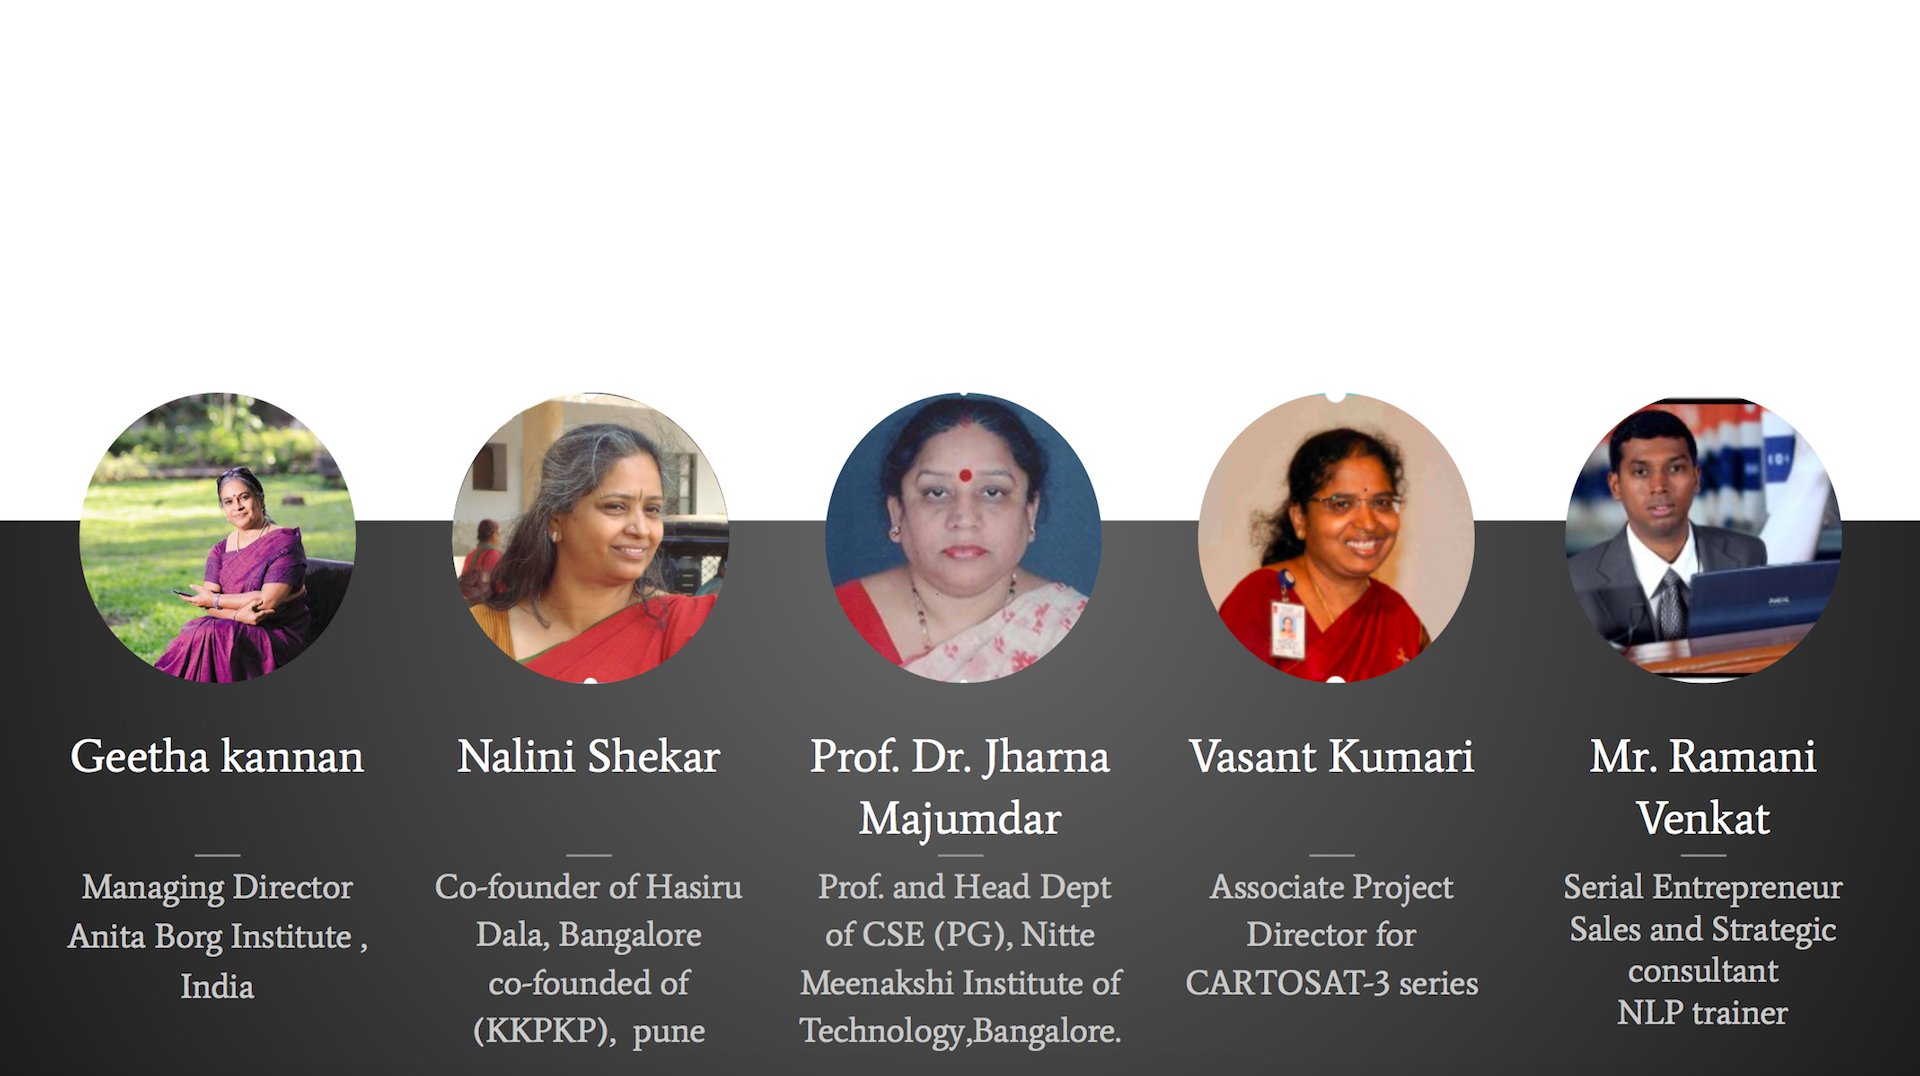 Geetha kannan
Managing Director
Anita Borg Institute ,
India
Nalini Shekar
Co-founder of Hasiru
Dala, Bangalore
co-founded of
(KKPKP),  pune
Prof. Dr. Jharna
Majumdar
Prof. and Head Dept
of CSE (PG), Nitte
Meenakshi Institute of
Technology,Bangalore.
Vasant Kumari
Associate Project
Director for
CARTOSAT-3 series
Mr. Ramani
Venkat
Serial Entrepreneur
Sales and Strategic
consultant
NLP trainer